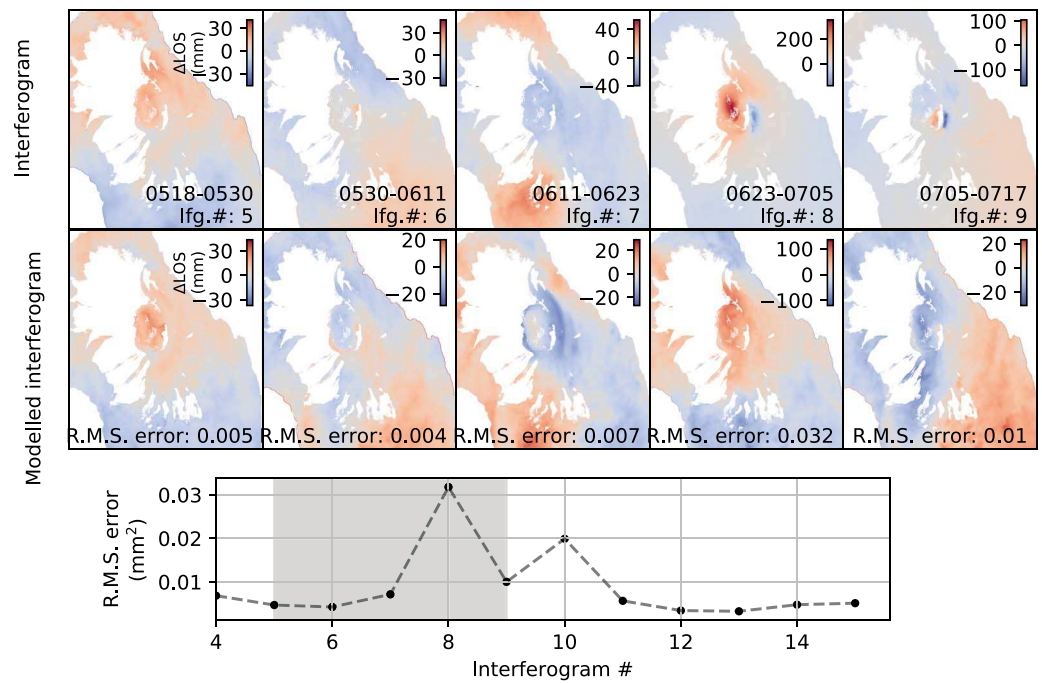 Interferogram
ΔLOS
(mm)
30
0
−30
0518-0530
Ifg.#: 5
30
0
−30
0530-0611
Ifg.#: 6
40
0
−40
0611-0623
Ifg.#: 7
200
0
0623-0705
Ifg.#: 8
100
0
−100
0705-0717
Ifg.#: 9
Modelled interferogram
ΔLOS
(mm)
30
0
−30
R.M.S. error: 0.005
20
0
−20
R.M.S. error: 0.004
20
0
−20
R.M.S. error: 0.007
100
0
−100
R.M.S. error: 0.032
20
0
−20
R.M.S. error: 0.01
R.M.S. error
(mm²)
0.03
0.02
0.01
4 6 8 10 12 14
Interferogram #